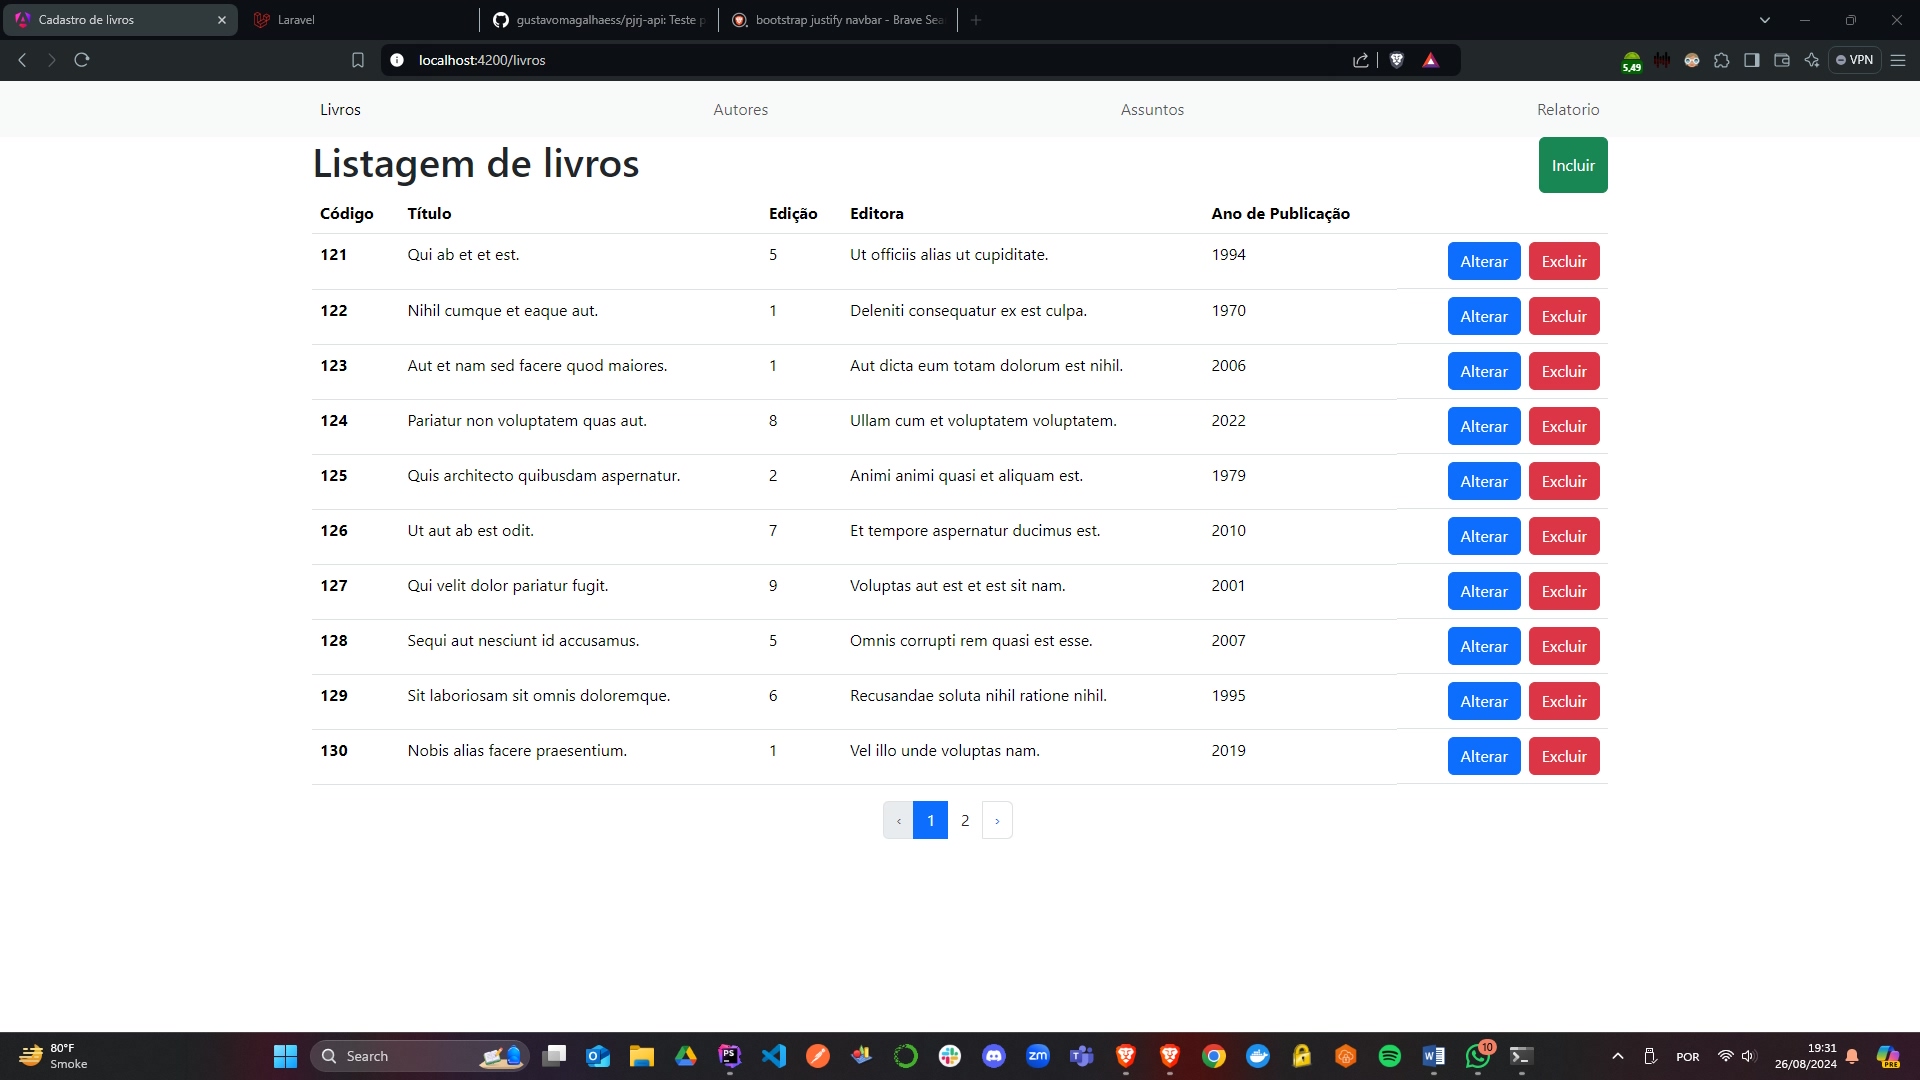 Cadastro de livros
Laravel
gustavomagalhaess/pjrj-api: Teste p
bootstrap justify navbar - Brave Sea
localhost:4200/livros
5,49
VPN
Livros Autores Assuntos Relatorio
Listagem de livros
Incluir
Código Título Edição Editora Ano de Publicação
121 Qui ab et et est. 5 Ut officiis alias ut cupiditate. 1994 Alterar Excluir
122 Nihil cumque et eaque aut. 1 Deleniti consequatur ex est culpa. 1970 Alterar Excluir
123 Aut et nam sed facere quod maiores. 1 Aut dicta eum totam dolorum est nihil. 2006 Alterar Excluir
124 Pariatur non voluptatem quas aut. 8 Ullam cum et voluptatem voluptatem. 2022 Alterar Excluir
125 Quis architecto quibusdam aspernatur. 2 Animi animi quasi et aliquam est. 1979 Alterar Excluir
126 Ut aut ab est odit. 7 Et tempore aspernatur ducimus est. 2010 Alterar Excluir
127 Qui velit dolor pariatur fugit. 9 Voluptas aut est et est sit nam. 2001 Alterar Excluir
128 Sequi aut nesciunt id accusamus. 5 Omnis corrupti rem quasi est esse. 2007 Alterar Excluir
129 Sit laboriosam sit omnis doloremque. 6 Recusandae soluta nihil ratione nihil. 1995 Alterar Excluir
130 Nobis alias facere praesentium. 1 Vel illo unde voluptas nam. 2019 Alterar Excluir
‹ 1 2 ›
80°F
Smoke
Search
PS
zm
10
POR
19:31
26/08/2024
PRE